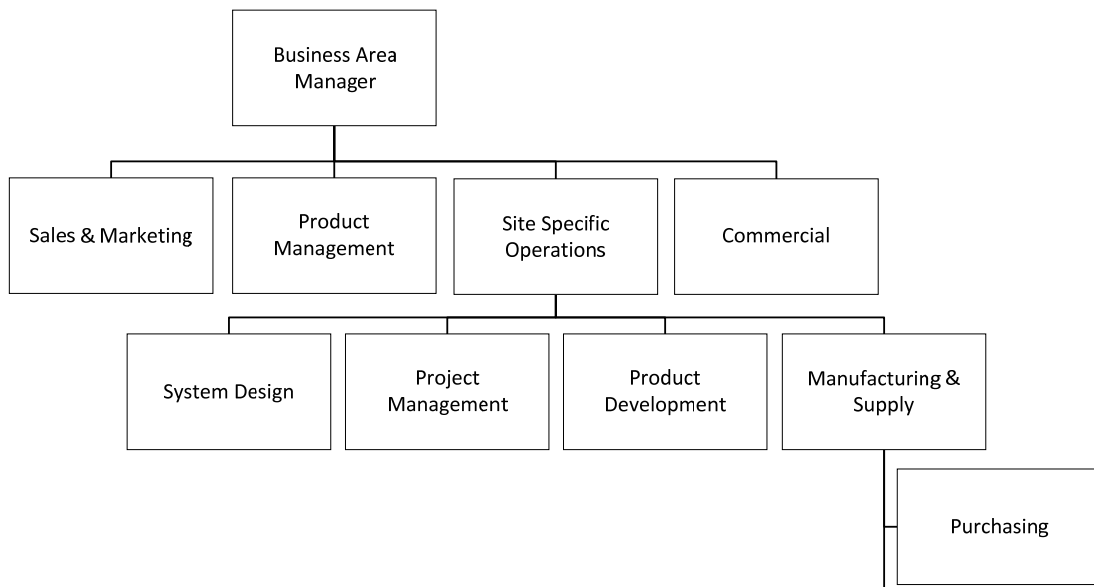 Business Area
Manager
Sales & Marketing
Product
Management
Site Specific
Operations
Commercial
System Design
Project
Management
Product
Development
Manufacturing &
Supply
Purchasing